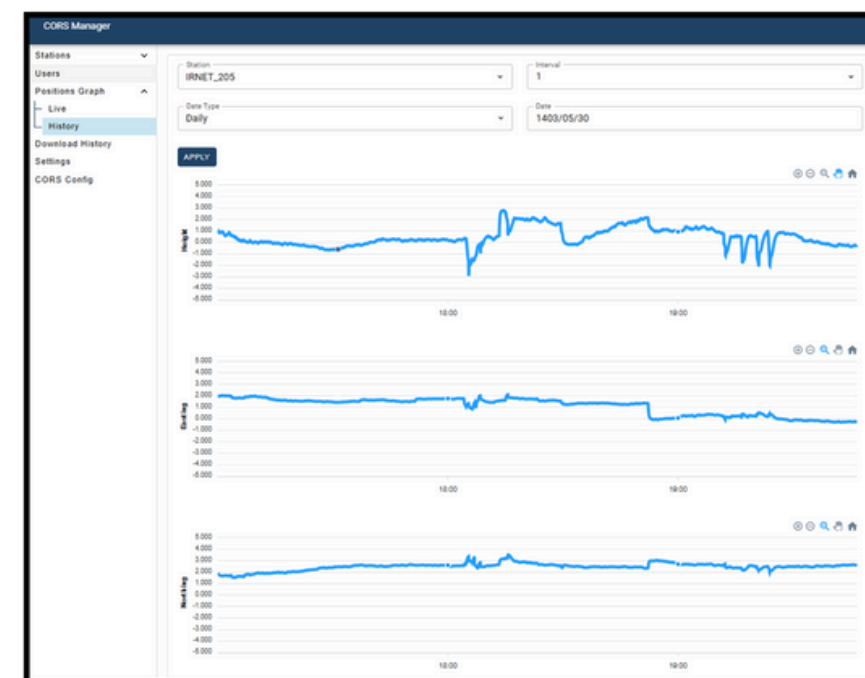 CORS Manager
Stations
Users
Positions Graph
Live
History
Download History
Settings
CORS Config
Station
IRNET_205
Interval
1
Date Type
Daily
Date
1403/05/30
APPLY
Height
5.000
4.000
3.000
2.000
1.000
0.000
-1.000
-2.000
-3.000
-4.000
-5.000
18:00
19:00
Easting
5.000
4.000
3.000
2.000
1.000
0.000
-1.000
-2.000
-3.000
-4.000
-5.000
18:00
19:00
Northing
5.000
4.000
3.000
2.000
1.000
0.000
-1.000
-2.000
-3.000
-4.000
-5.000
18:00
19:00